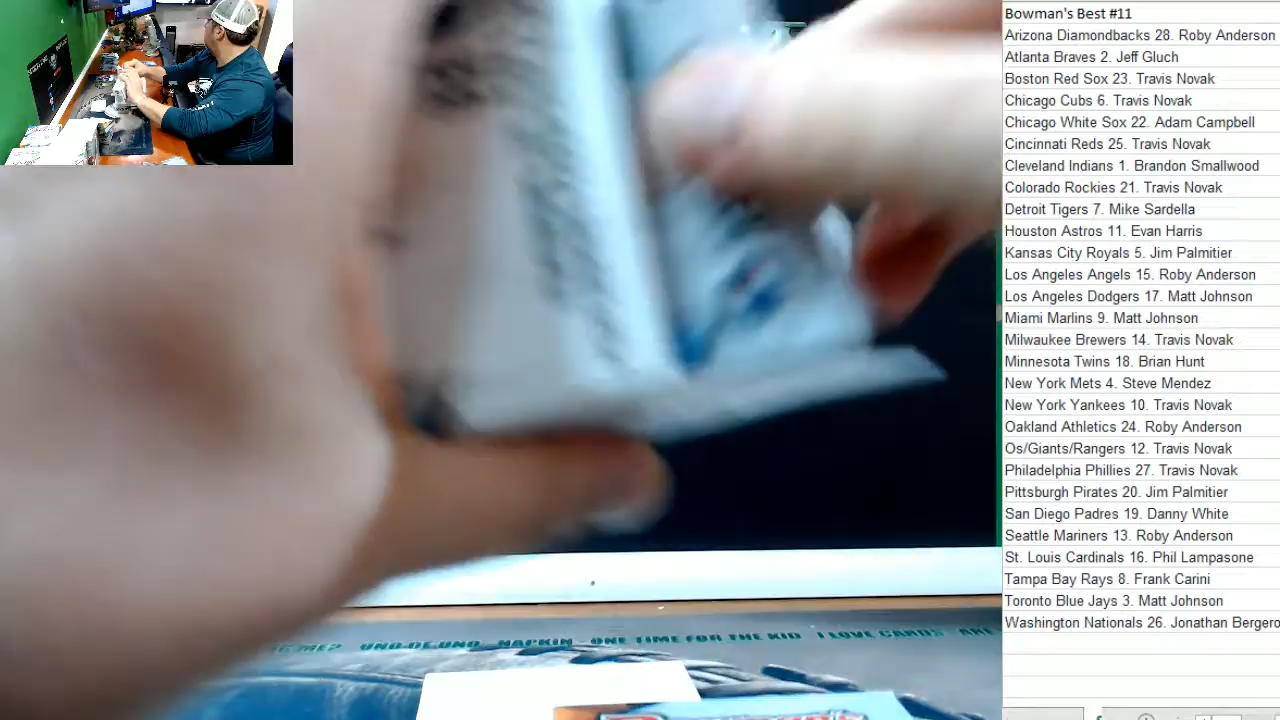 Bowman's Best #11
Arizona Diamondbacks 28. Roby Anderson
Atlanta Braves 2. Jeff Gluch
Boston Red Sox 23. Travis Novak
Chicago Cubs 6. Travis Novak
Chicago White Sox 22. Adam Campbell
Cincinnati Reds 25. Travis Novak
Cleveland Indians 1. Brandon Smallwood
Colorado Rockies 21. Travis Novak
Detroit Tigers 7. Mike Sardella
Houston Astros 11. Evan Harris
Kansas City Royals 5. Jim Palmitier
Los Angeles Angels 15. Roby Anderson
Los Angeles Dodgers 17. Matt Johnson
Miami Marlins 9. Matt Johnson
Milwaukee Brewers 14. Travis Novak
Minnesota Twins 18. Brian Hunt
New York Mets 4. Steve Mendez
New York Yankees 10. Travis Novak
Oakland Athletics 24. Roby Anderson
Os/Giants/Rangers 12. Travis Novak
Philadelphia Phillies 27. Travis Novak
Pittsburgh Pirates 20. Jim Palmitier
San Diego Padres 19. Danny White
Seattle Mariners 13. Roby Anderson
St. Louis Cardinals 16. Phil Lampasone
Tampa Bay Rays 8. Frank Carini
Toronto Blue Jays 3. Matt Johnson
Washington Nationals 26. Jonathan Bergero
ME? UNO OF UNO NAPKIN ONE TIME FOR THE KID I LOVE CARDS ARE